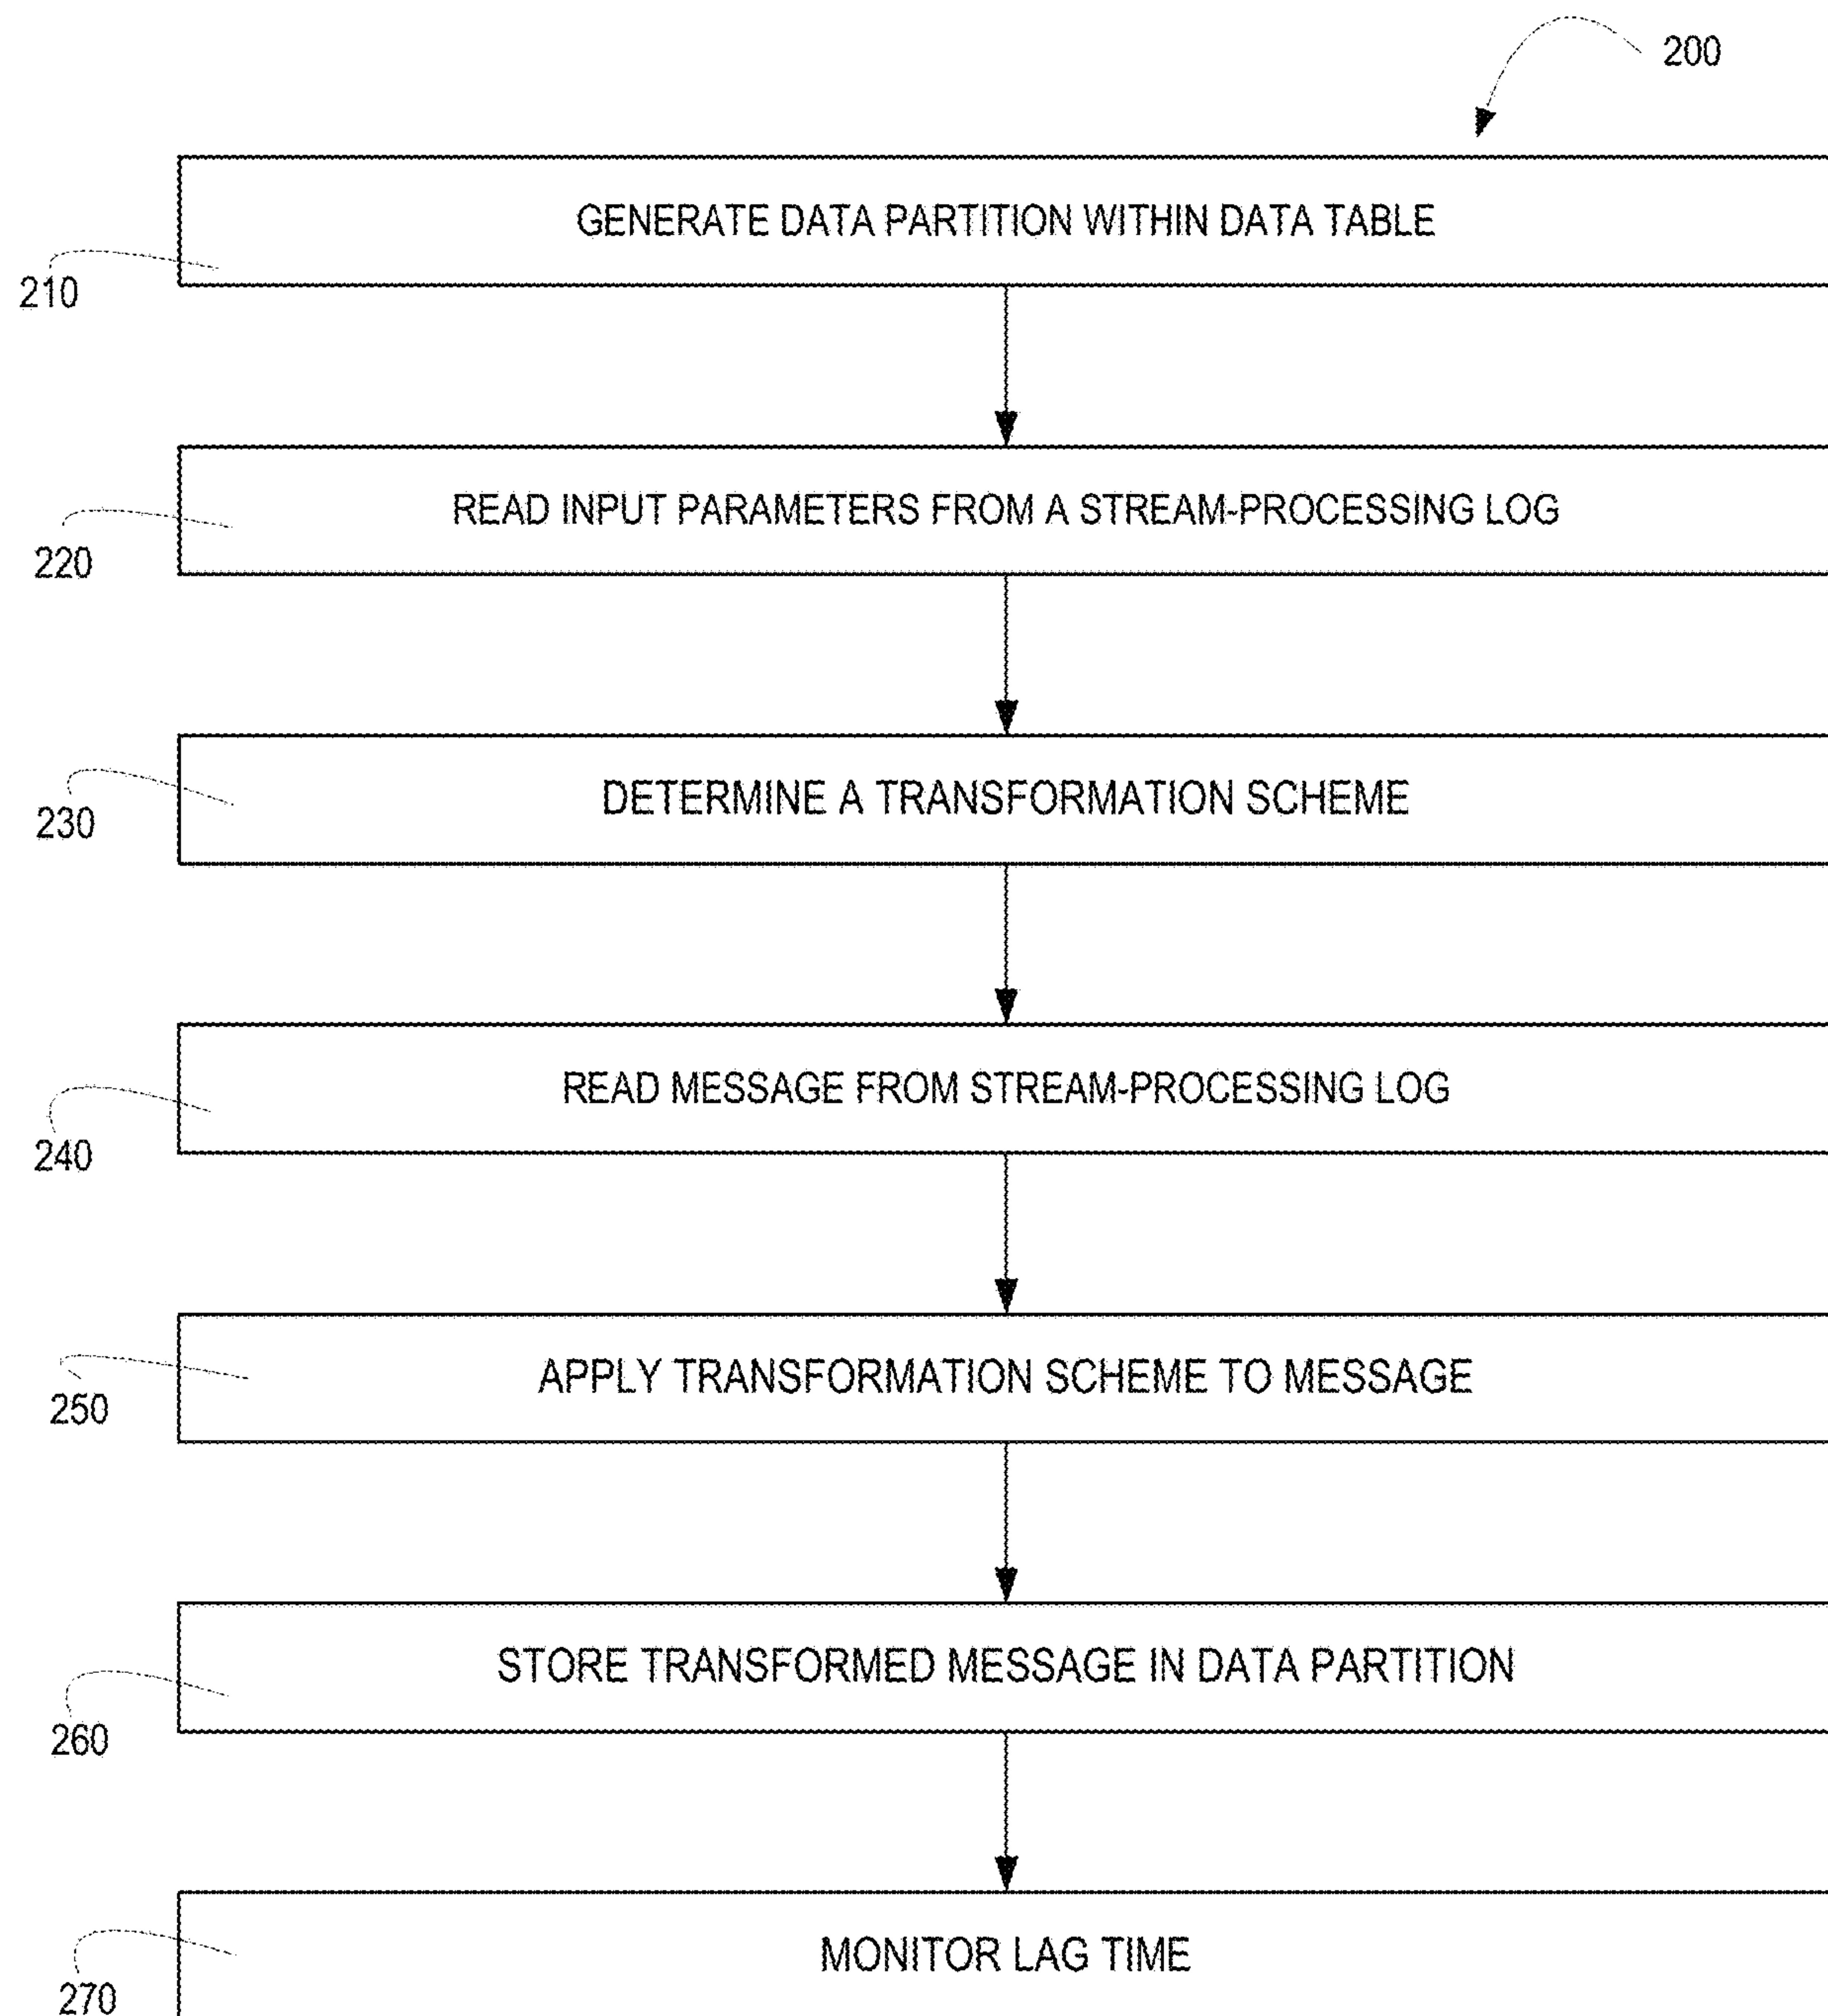 200
GENERATE DATA PARTITION WITHIN DATA TABLE
210
READ INPUT PARAMETERS FROM A STREAM-PROCESSING LOG
220
DETERMINE A TRANSFORMATION SCHEME
230
READ MESSAGE FROM STREAM-PROCESSING LOG
240
APPLY TRANSFORMATION SCHEME TO MESSAGE
250
STORE TRANSFORMED MESSAGE IN DATA PARTITION
260
MONITOR LAG TIME
270